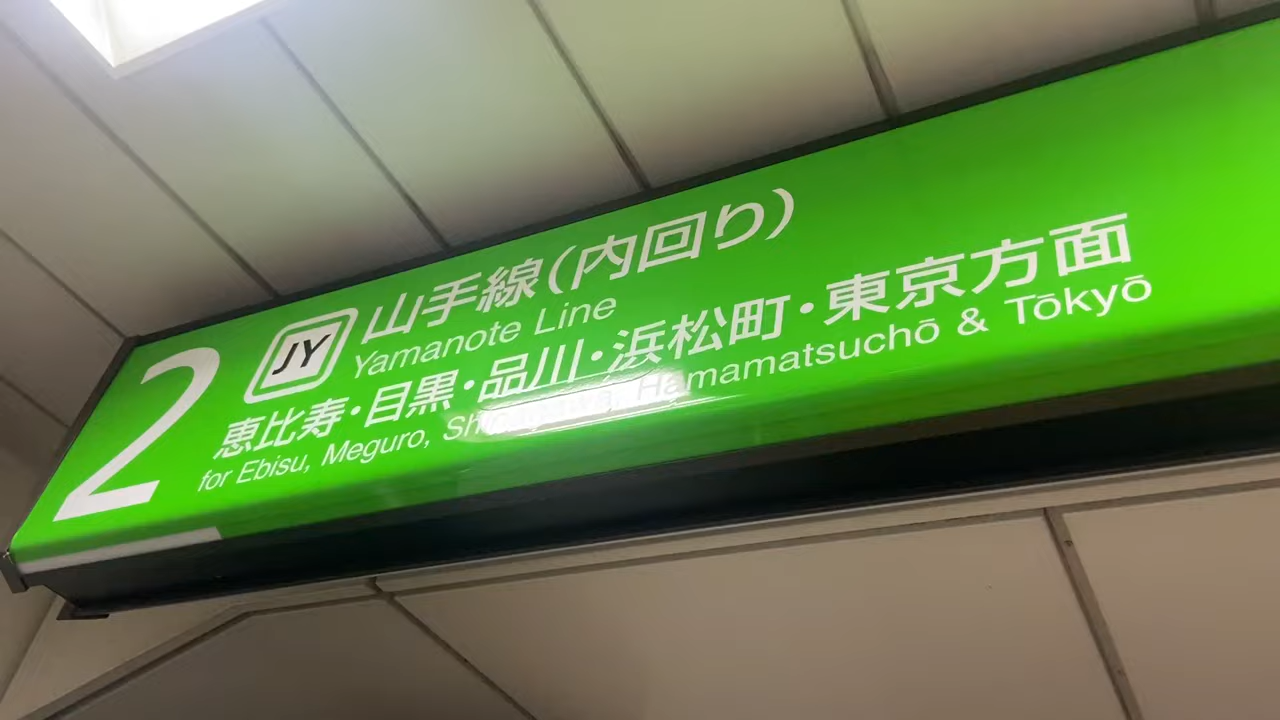 2
JY 山手線(内回り)
Yamanote Line
恵比寿・目黒・品川・浜松町・東京方面
for Ebisu, Meguro, Shinagawa, Hamamatsuchō & Tōkyō